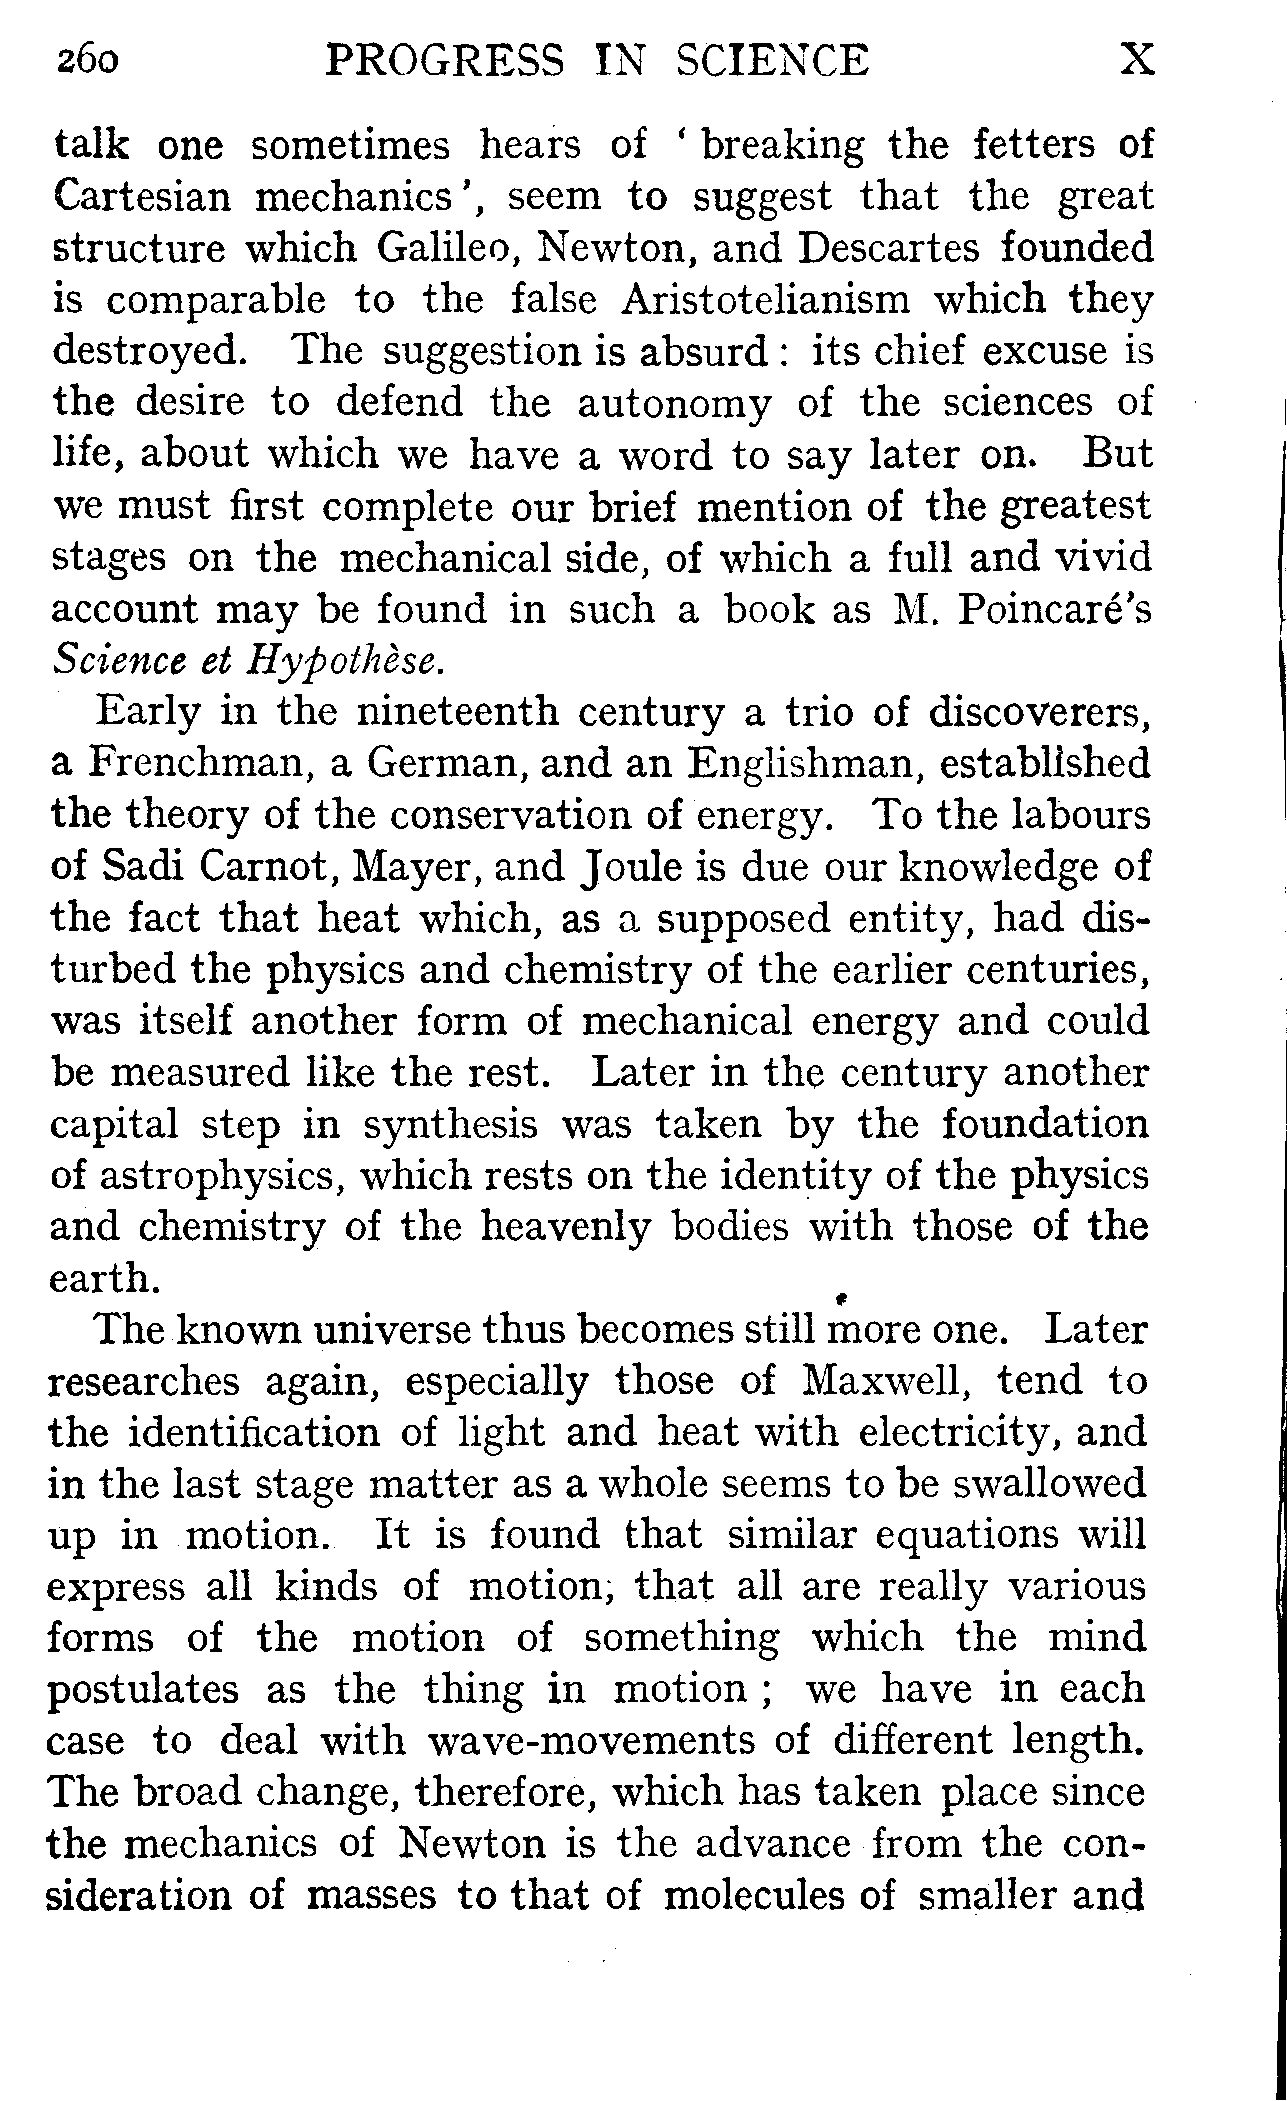 260 PROGRESS IN SCIENCE X
talk one sometimes hears of ‘ breaking the fetters of
Cartesian mechanics ’, seem to suggest that the great
structure which Galileo, Newton, and Descartes founded
is comparable to the false Aristotelianism which they
destroyed. The suggestion is absurd : its chief excuse is
the desire to defend the autonomy of the sciences of
life, about which we have a word to say later on. But
we must first complete our brief mention of the greatest
stages on the mechanical side, of which a full and vivid
account may be found in such a book as M. Poincaré’s
Science et Hypothèse.
Early in the nineteenth century a trio of discoverers,
a Frenchman, a German, and an Englishman, established
the theory of the conservation of energy. To the labours
of Sadi Carnot, Mayer, and Joule is due our knowledge of
the fact that heat which, as a supposed entity, had dis-
turbed the physics and chemistry of the earlier centuries,
was itself another form of mechanical energy and could
be measured like the rest. Later in the century another
capital step in synthesis was taken by the foundation
of astrophysics, which rests on the identity of the physics
and chemistry of the heavenly bodies with those of the
earth.
The known universe thus becomes still more one. Later
researches again, especially those of Maxwell, tend to
the identification of light and heat with electricity, and
in the last stage matter as a whole seems to be swallowed
up in motion. It is found that similar equations will
express all kinds of motion; that all are really various
forms of the motion of something which the mind
postulates as the thing in motion ; we have in each
case to deal with wave-movements of different length.
The broad change, therefore, which has taken place since
the mechanics of Newton is the advance from the con-
sideration of masses to that of molecules of smaller and